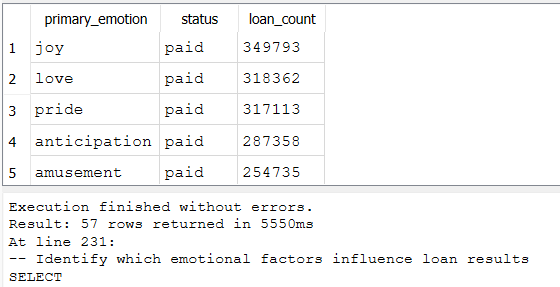 primary_emotion status loan_count
1 joy paid 349793
2 love paid 318362
3 pride paid 317113
4 anticipation paid 287358
5 amusement paid 254735
Execution finished without errors.
Result: 57 rows returned in 5550ms
At line 231:
-- Identify which emotional factors influence loan results
SELECT